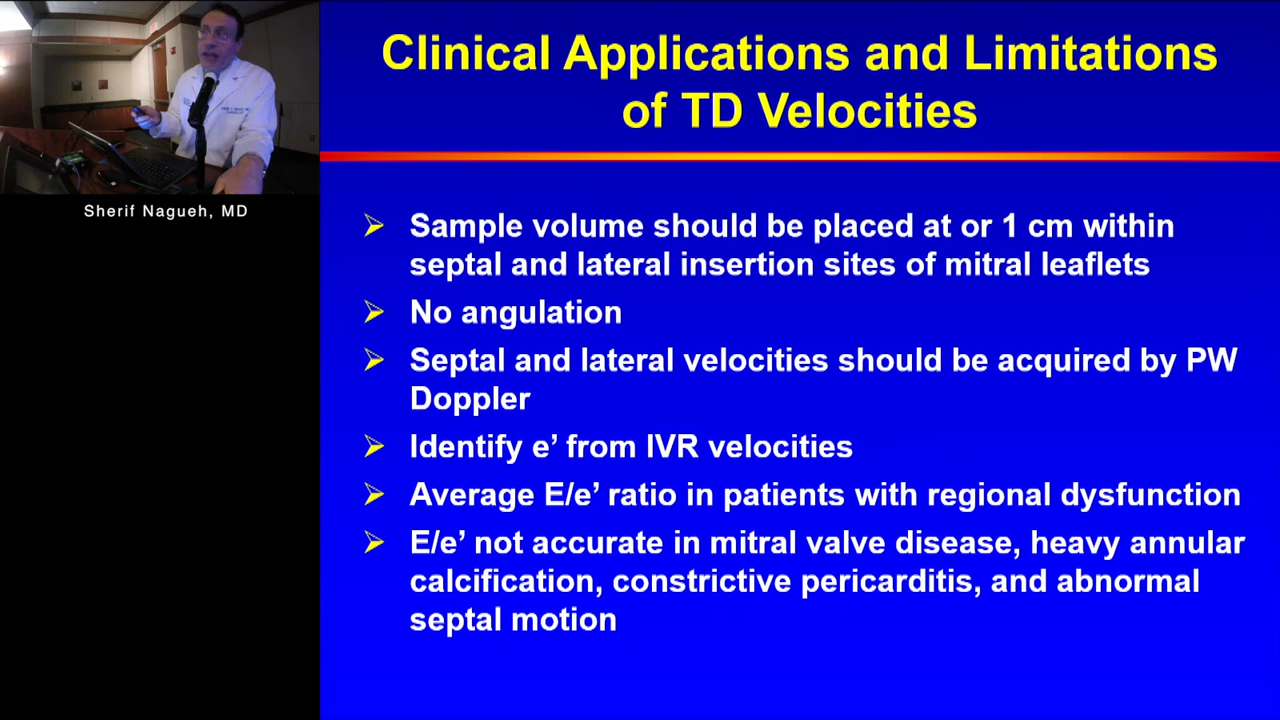 Clinical Applications and Limitations
of TD Velocities
Sherif Nagueh, MD
Sample volume should be placed at or 1 cm within
septal and lateral insertion sites of mitral leaflets
No angulation
Septal and lateral velocities should be acquired by PW
Doppler
Identify e’ from IVR velocities
Average E/e’ ratio in patients with regional dysfunction
E/e’ not accurate in mitral valve disease, heavy annular
calcification, constrictive pericarditis, and abnormal
septal motion